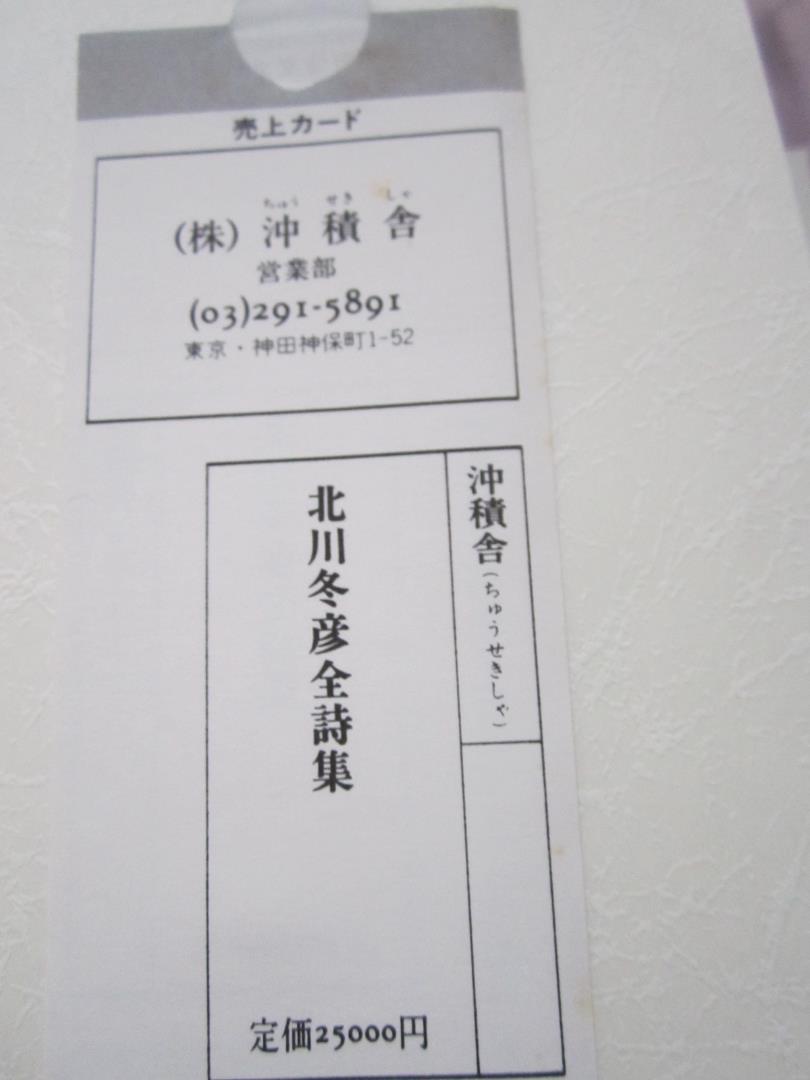 売上カード
ちゅう せき しゃ
(株) 沖積舎
営業部
(03)291-5891
東京・神田神保町1-52
沖積舎(ちゅうせきしゃ)
北川冬彦全詩集
定価25000円